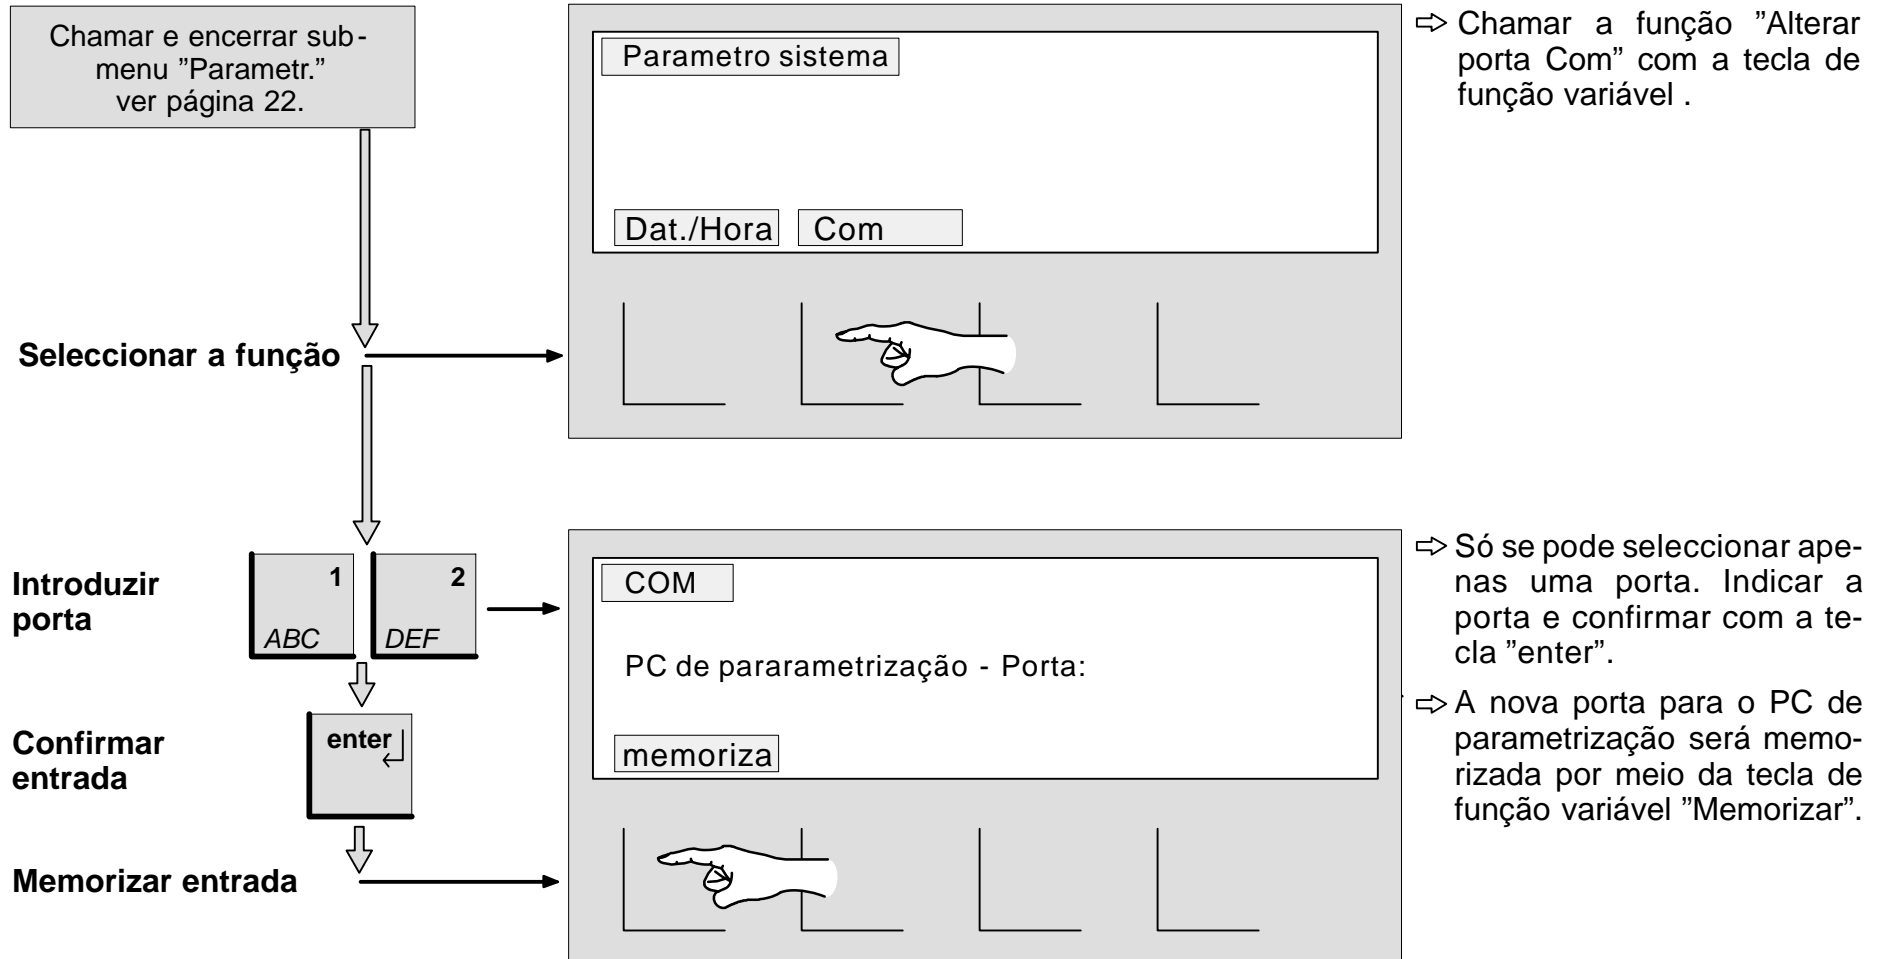 Chamar e encerrar sub-
menu ”Parametr.”
ver página 22.
Parametro sistema
Dat./Hora
Com
⇨ Chamar a função ”Alterar
porta Com” com a tecla de
função variável .
Seleccionar a função
Introduzir
porta
1
ABC
2
DEF
COM
PC de pararametrização - Porta:
memoriza
⇨ Só se pode seleccionar ape-
nas uma porta. Indicar a
porta e confirmar com a te-
cla ”enter”.
⇨ A nova porta para o PC de
parametrização será memo-
rizada por meio da tecla de
função variável ”Memorizar”.
Confirmar
entrada
enter
Memorizar entrada